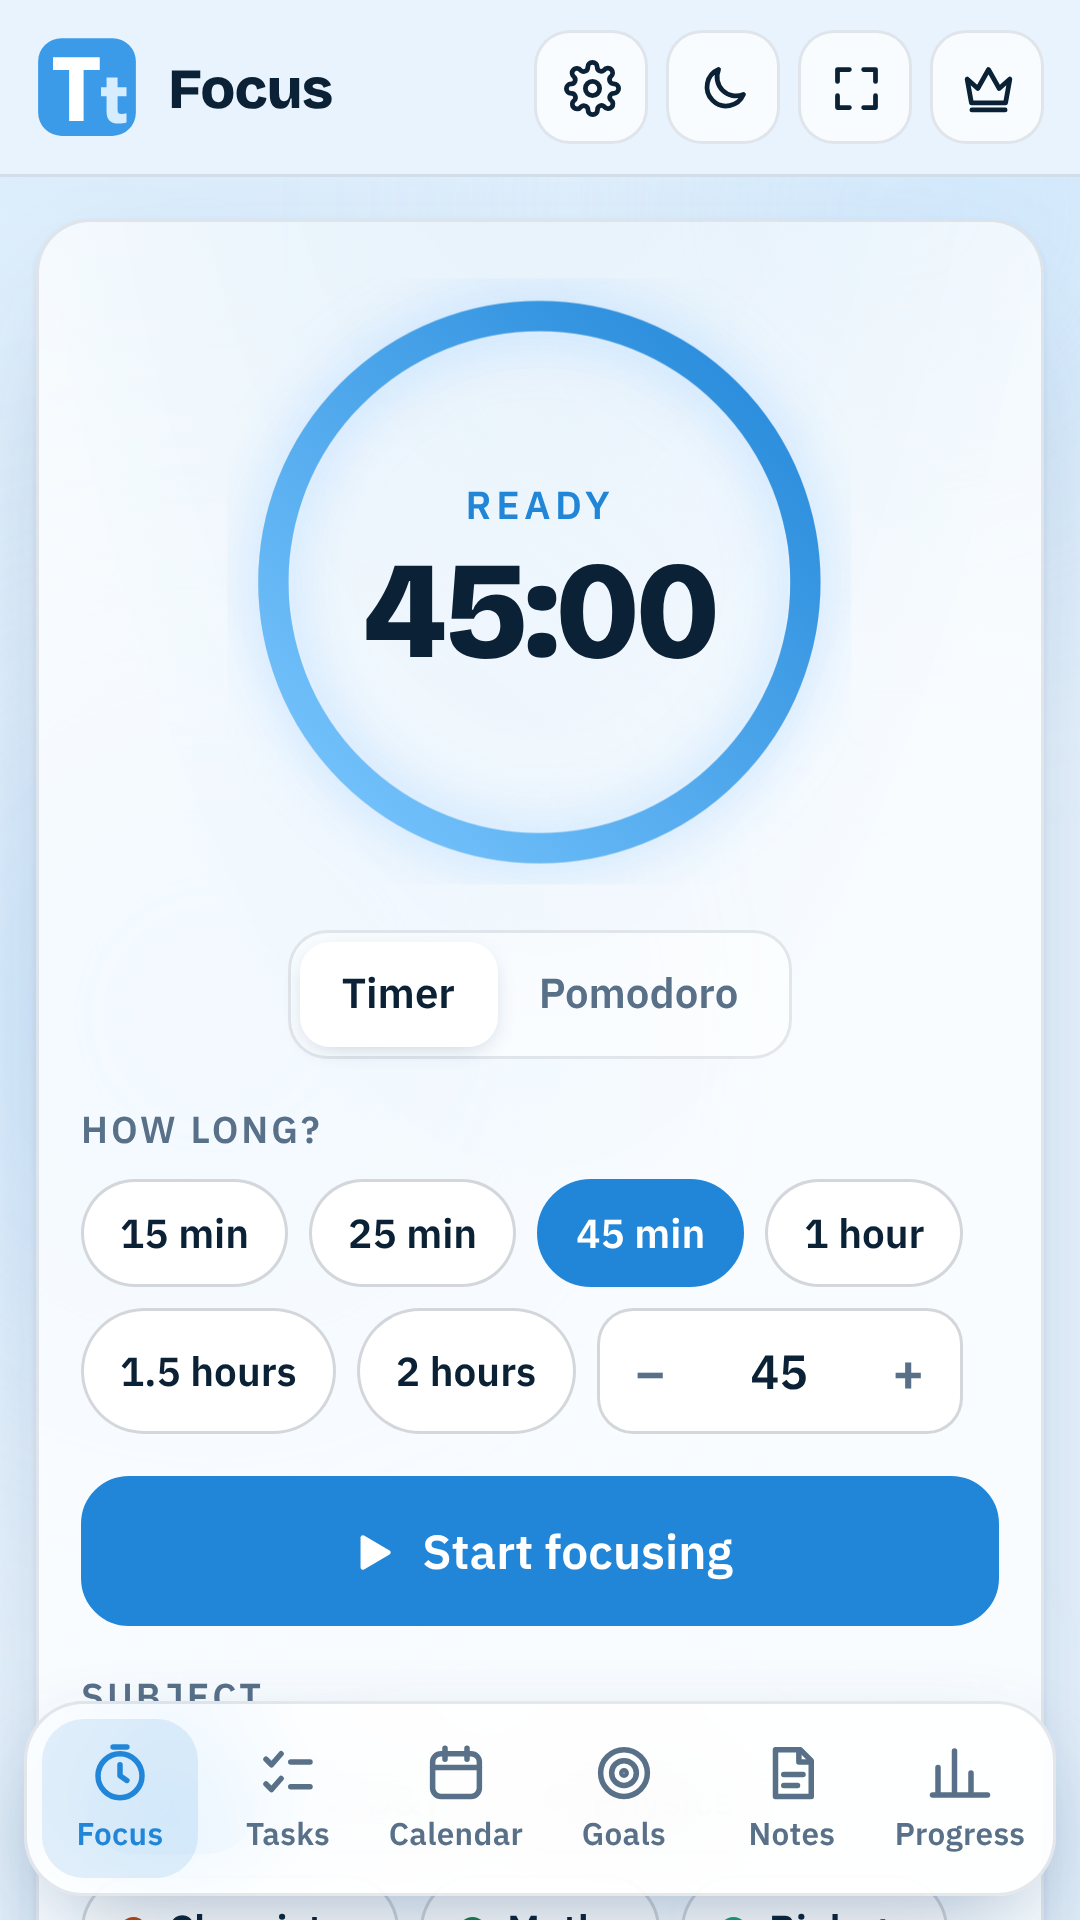 Tt Focus
READY
45:00
Timer Pomodoro
HOW LONG?
15 min 25 min 45 min 1 hour
1.5 hours 2 hours − 45 +
Start focusing
SUBJECT
Focus Tasks Calendar Goals Notes Progress